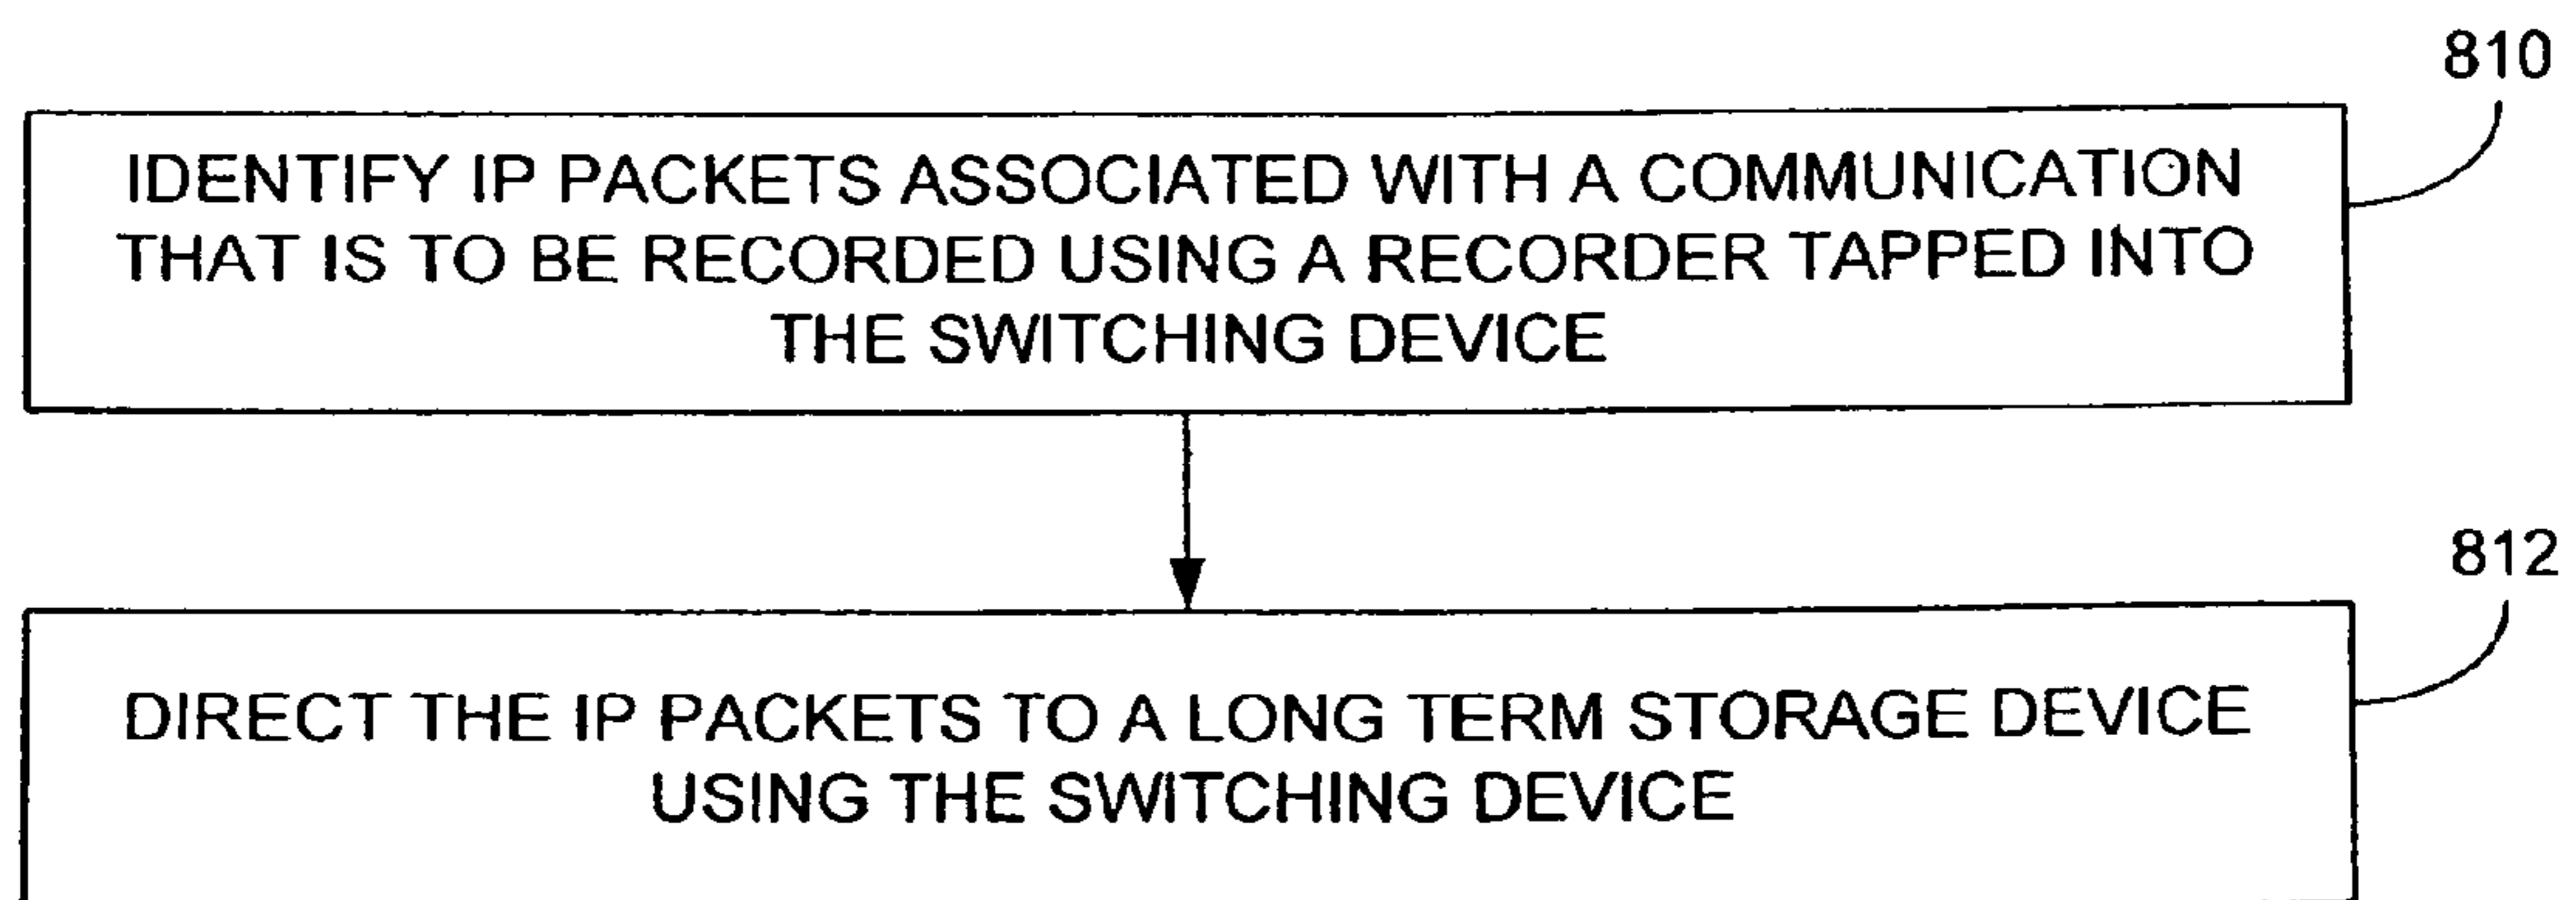 810
IDENTIFY IP PACKETS ASSOCIATED WITH A COMMUNICATION
THAT IS TO BE RECORDED USING A RECORDER TAPPED INTO
THE SWITCHING DEVICE
812
DIRECT THE IP PACKETS TO A LONG TERM STORAGE DEVICE
USING THE SWITCHING DEVICE